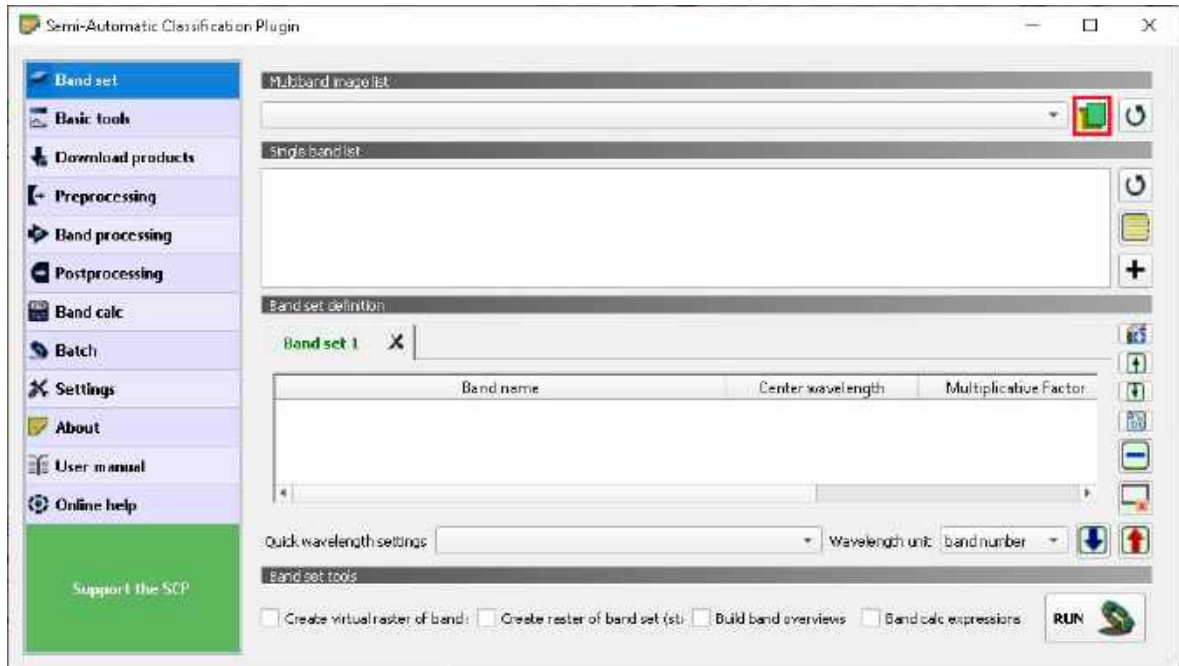 Semi-Automatic Classification Plugin
Band set
Basic tools
Download products
Preprocessing
Band processing
Postprocessing
Band calc
Batch
Settings
About
User manual
Online help
Support the SCP
Multiband image list
Single band list
Band set definition
Band set 1
Band name Center wavelength Multiplicative Factor
Quick wavelength settings Wavelength unit band number
Band set tools
Create virtual raster of band Create raster of band set (st Build band overviews Band calc expressions RUN